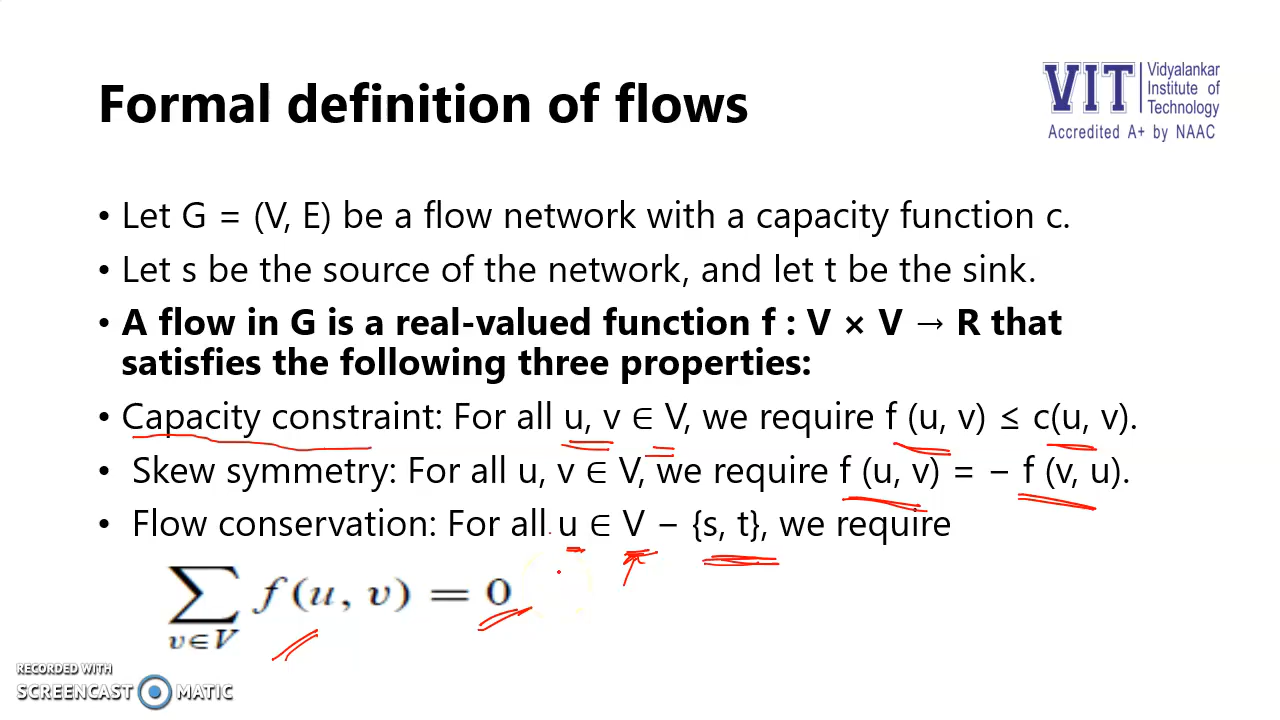 Formal definition of flows
VIT
Vidyalankar
Institute of
Technology
Accredited A+ by NAAC
• Let G = (V, E) be a flow network with a capacity function c.
• Let s be the source of the network, and let t be the sink.
• A flow in G is a real-valued function f : V × V → R that
satisfies the following three properties:
• Capacity constraint: For all u, v ∈ V, we require f (u, v) ≤ c(u, v).
• Skew symmetry: For all u, v ∈ V, we require f (u, v) = − f (v, u).
• Flow conservation: For all u ∈ V − {s, t}, we require
∑ f(u, v) = 0
v∈V
RECORDED WITH
SCREENCAST MATIC